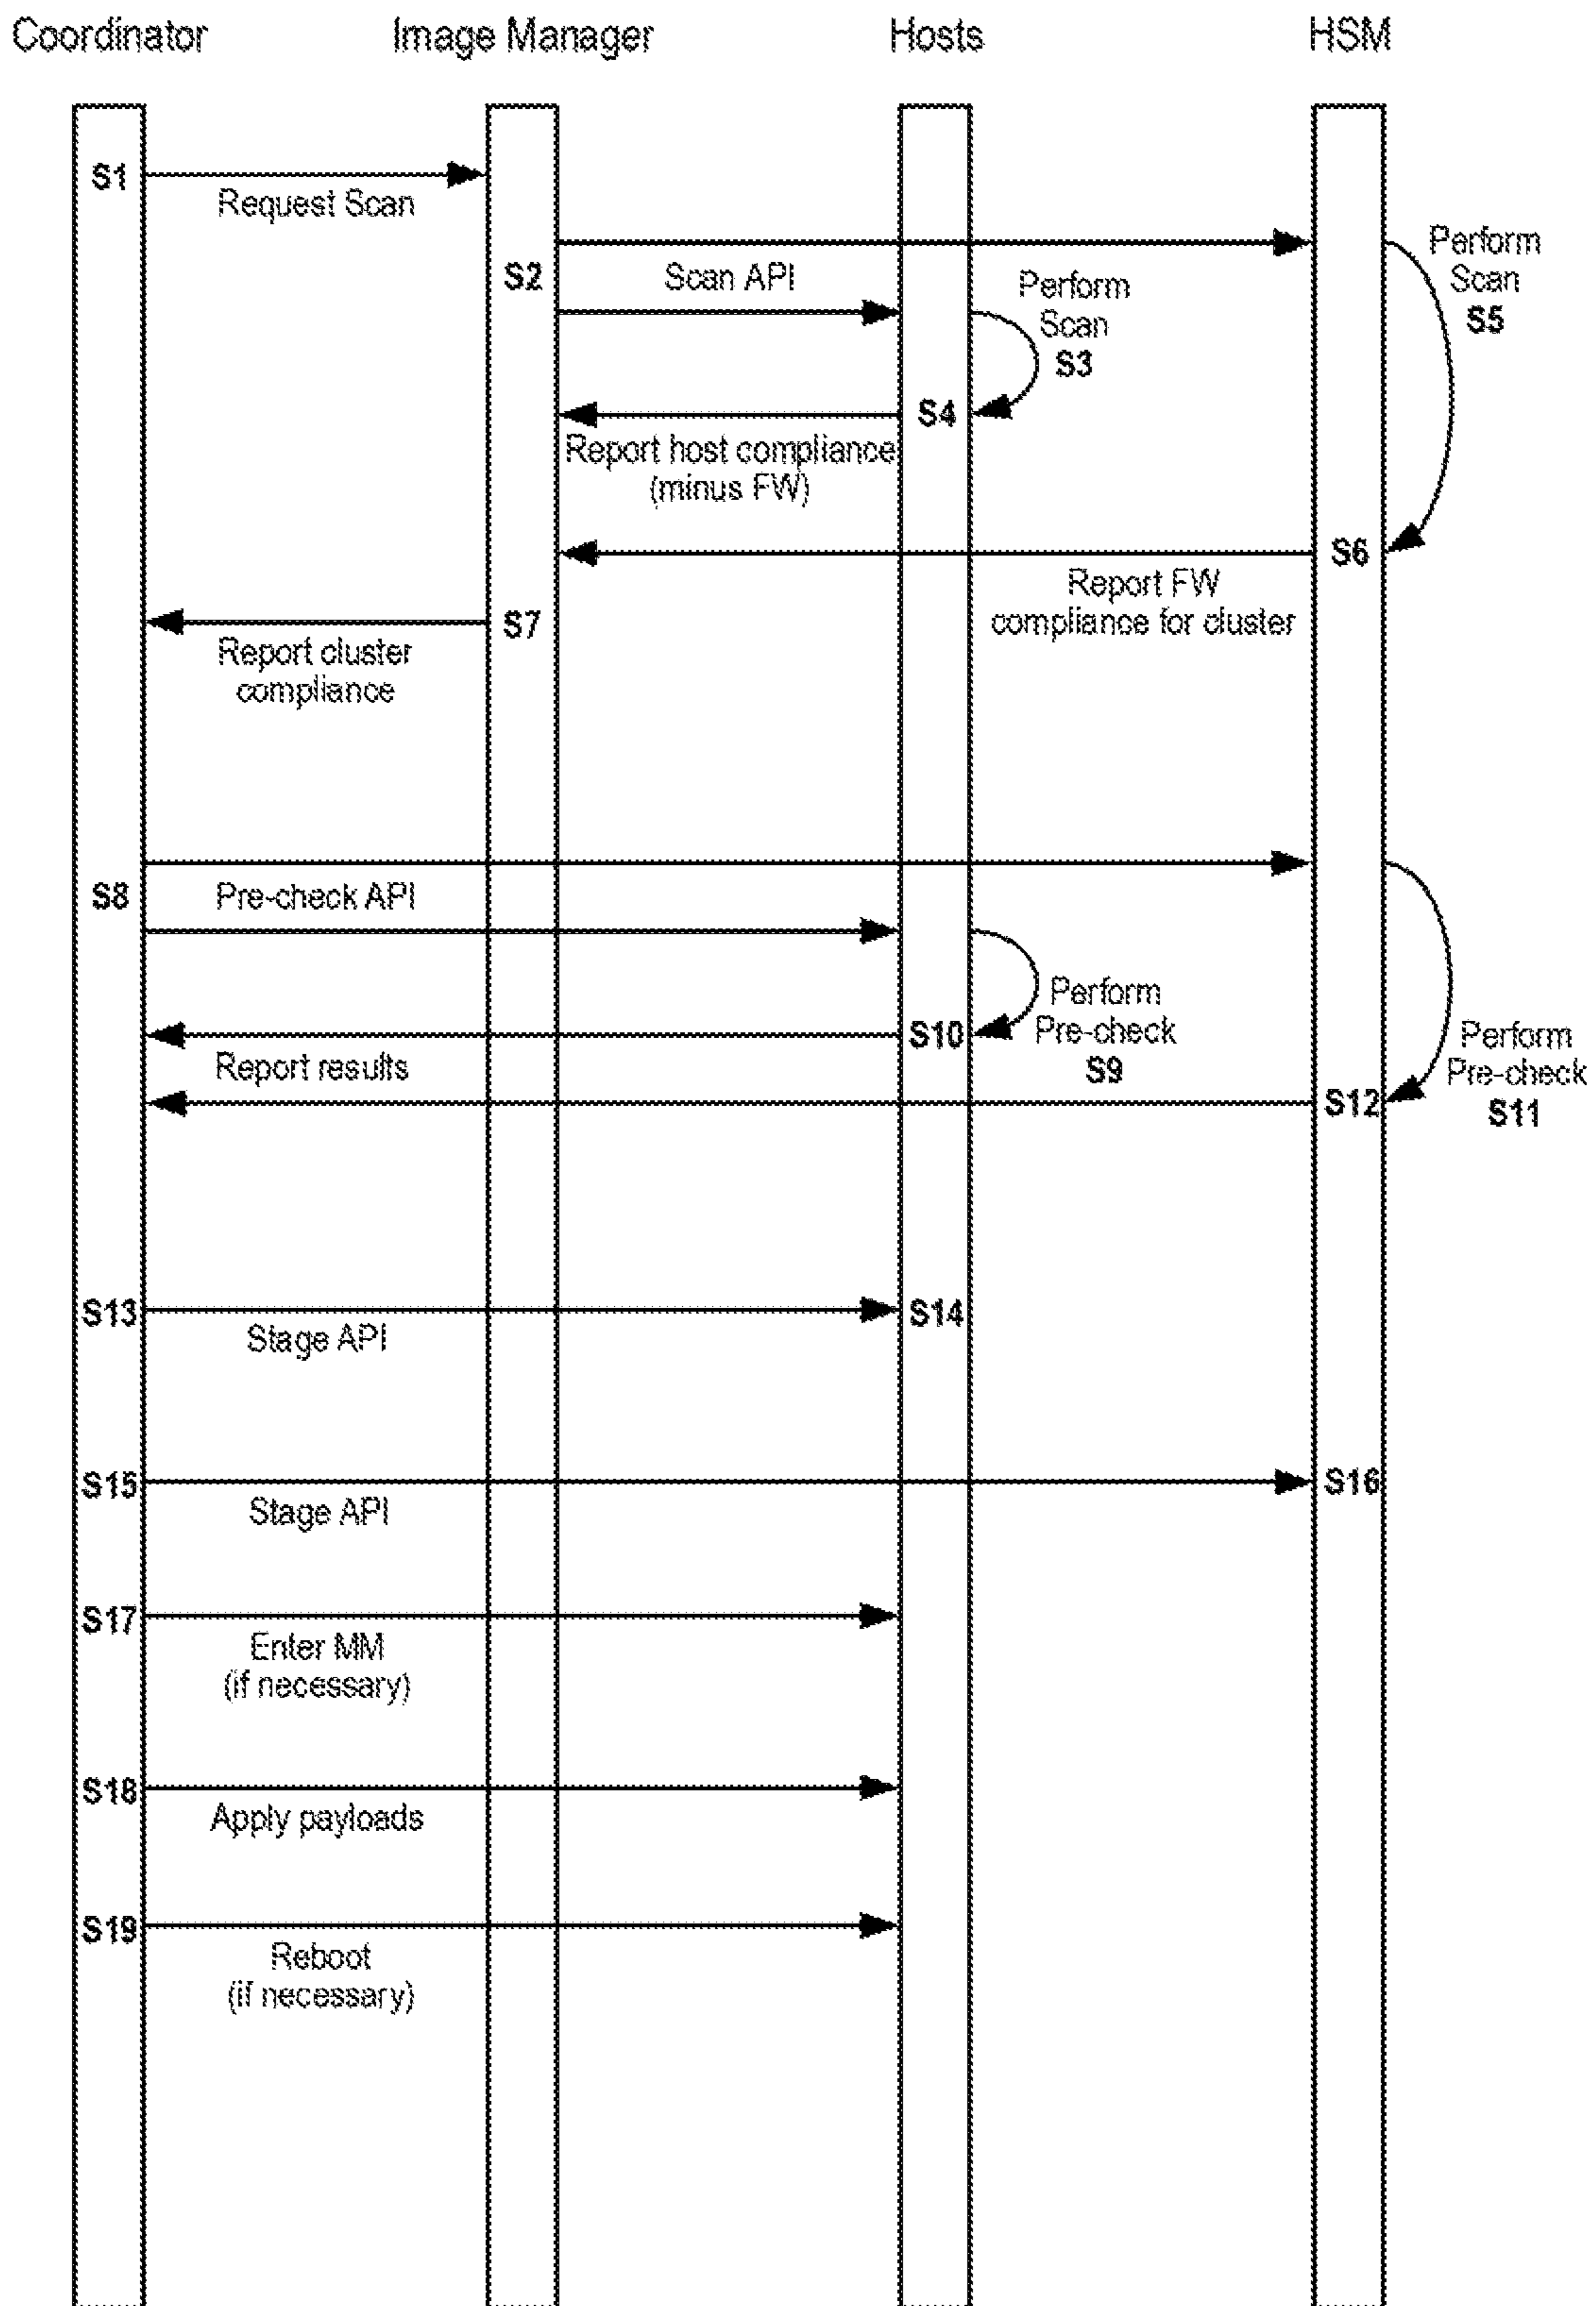 Coordinator
Image Manager
Hosts
HSM
S1
Request Scan
S2
Scan API
Perform
Scan
S3
Perform
Scan
S5
S4
Report host compliance
(minus FW)
S6
Report FW
compliance for cluster
S7
Report cluster
compliance
S8
Pre-check API
Perform
Pre-check
S9
S10
Report results
Perform
Pre-check
S11
S12
S13
Stage API
S14
S15
Stage API
S16
S17
Enter MM
(if necessary)
S18
Apply payloads
S19
Reboot
(if necessary)